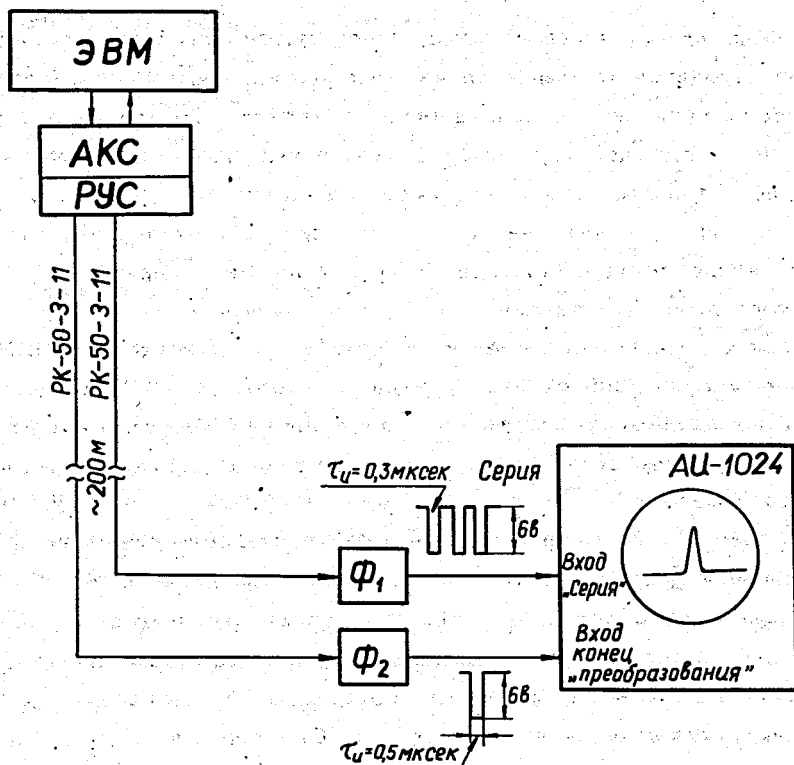 ЭВМ
АКС
РУС
РК-50-3-11
РК-50-3-11
~200м
τи=0,3мксек
Серия
6в
АИ-1024
Ф1
Вход
„Серия"
Ф2
Вход
конец
„преобразования"
6в
τи=0,5мксек